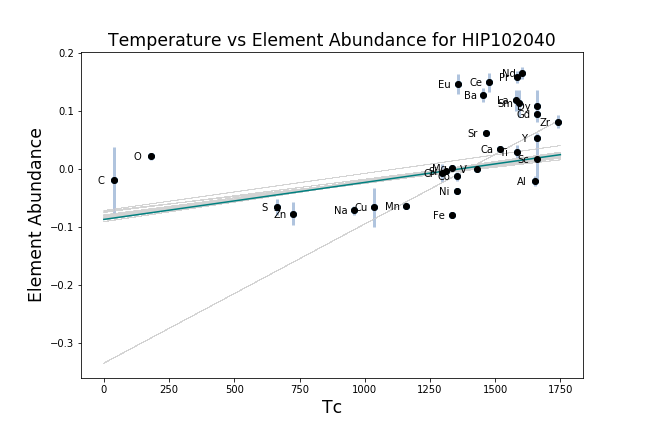 Temperature vs Element Abundance for HIP102040
Element Abundance
0.2
0.1
0.0
−0.1
−0.2
−0.3
0
250
500
750
1000
1250
1500
1750
Tc
C
O
S
Zn
Na
Cu
Mn
Fe
Ni
Co
Mg
V
Ca
Sr
Ba
Eu
Ce
Pr
Nd
La
Sm
Dy
Gd
Zr
Y
Ti
Sc
Al